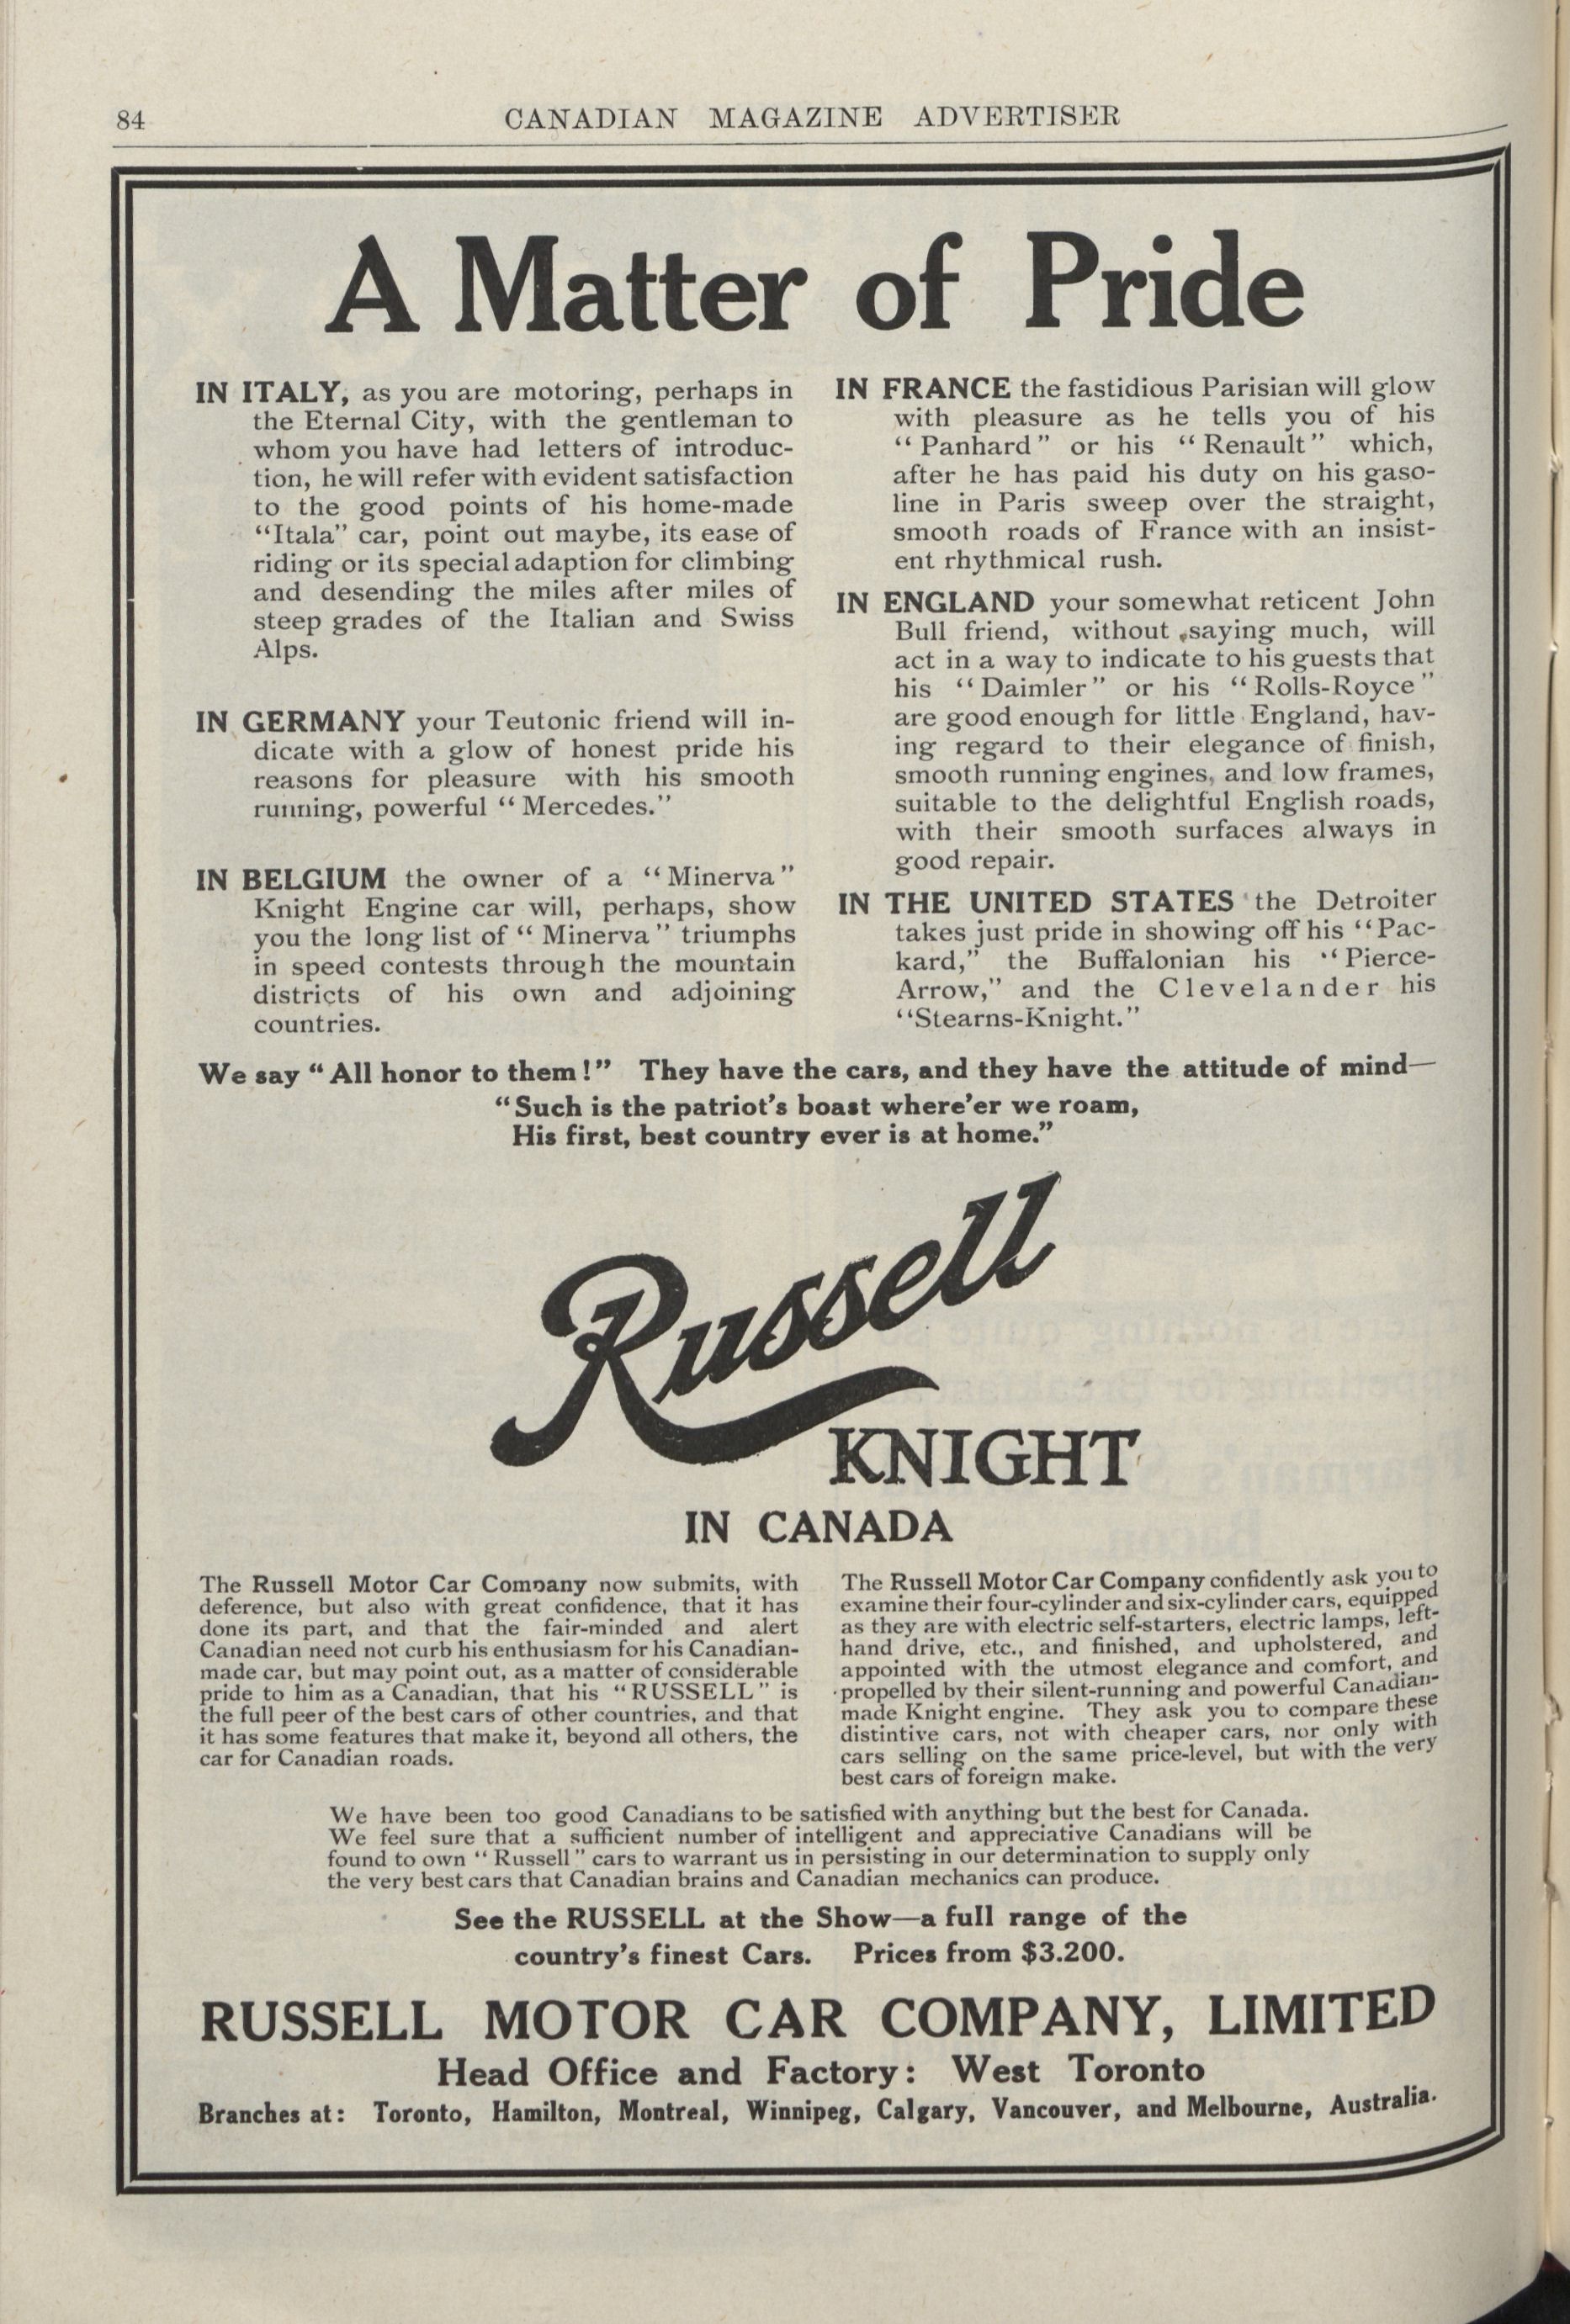 84
CANADIAN MAGAZINE ADVERTISER
A Matter of Pride
IN ITALY, as you are motoring, perhaps in
the Eternal City, with the gentleman to
whom you have had letters of introduc-
tion, he will refer with evident satisfaction
to the good points of his home-made
"Itala" car, point out maybe, its ease of
riding or its special adaption for climbing
and desending the miles after miles of
steep grades of the Italian and Swiss
Alps.
IN GERMANY your Teutonic friend will in-
dicate with a glow of honest pride his
reasons for pleasure with his smooth
running, powerful "Mercedes."
IN BELGIUM the owner of a "Minerva"
Knight Engine car will, perhaps, show
you the long list of "Minerva" triumphs
in speed contests through the mountain
districts of his own and adjoining
countries.
IN FRANCE the fastidious Parisian will glow
with pleasure as he tells you of his
"Panhard" or his "Renault" which,
after he has paid his duty on his gaso-
line in Paris sweep over the straight,
smooth roads of France with an insist-
ent rhythmical rush.
IN ENGLAND your somewhat reticent John
Bull friend, without saying much, will
act in a way to indicate to his guests that
his "Daimler" or his "Rolls-Royce"
are good enough for little England, hav-
ing regard to their elegance of finish,
smooth running engines, and low frames,
suitable to the delightful English roads,
with their smooth surfaces always in
good repair.
IN THE UNITED STATES the Detroiter
takes just pride in showing off his "Pac-
kard," the Buffalonian his "Pierce-
Arrow," and the Clevelander his
"Stearns-Knight."
We say "All honor to them!" They have the cars, and they have the attitude of mind—
"Such is the patriot's boast where'er we roam,
His first, best country ever is at home."
Russell
KNIGHT
IN CANADA
The Russell Motor Car Company now submits, with
deference, but also with great confidence, that it has
done its part, and that the fair-minded and alert
Canadian need not curb his enthusiasm for his Canadian-
made car, but may point out, as a matter of considerable
pride to him as a Canadian, that his "RUSSELL" is
the full peer of the best cars of other countries, and that
it has some features that make it, beyond all others, the
car for Canadian roads.
The Russell Motor Car Company confidently ask you to
examine their four-cylinder and six-cylinder cars, equipped
as they are with electric self-starters, electric lamps, left-
hand drive, etc., and finished, and upholstered, and
appointed with the utmost elegance and comfort, and
propelled by their silent-running and powerful Canadian-
made Knight engine. They ask you to compare these
distintive cars, not with cheaper cars, nor only with
cars selling on the same price-level, but with the very
best cars of foreign make.
We have been too good Canadians to be satisfied with anything but the best for Canada.
We feel sure that a sufficient number of intelligent and appreciative Canadians will be
found to own "Russell" cars to warrant us in persisting in our determination to supply only
the very best cars that Canadian brains and Canadian mechanics can produce.
See the RUSSELL at the Show—a full range of the
country's finest Cars. Prices from $3.200.
RUSSELL MOTOR CAR COMPANY, LIMITED
Head Office and Factory: West Toronto
Branches at: Toronto, Hamilton, Montreal, Winnipeg, Calgary, Vancouver, and Melbourne, Australia.